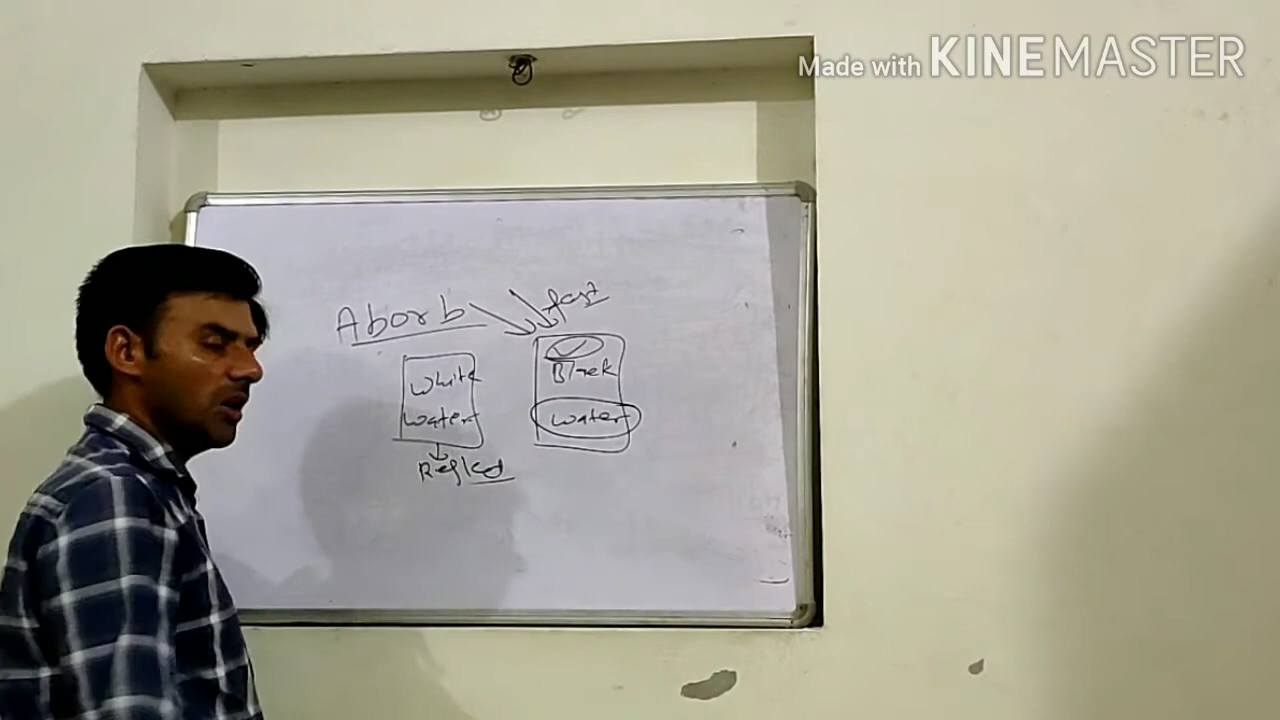 Made with KINEMASTER
Aborb
fast
White
water
Black
water
Reflect